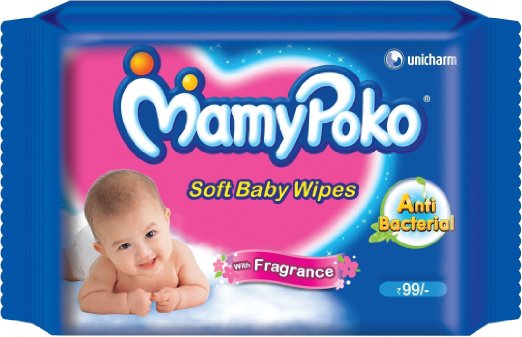 unicharm
MamyPoko®
Soft Baby Wipes
Anti
Bacterial
With Fragrance
₹99/-